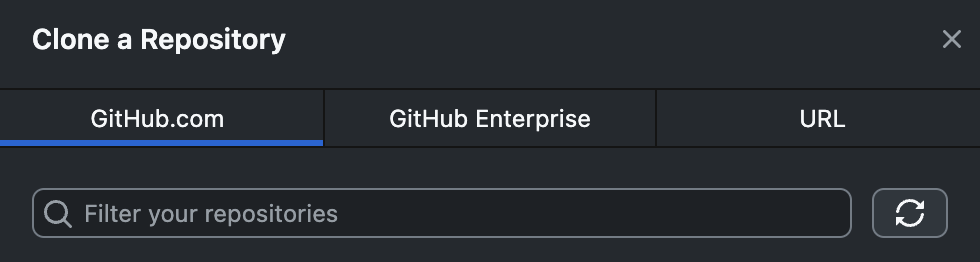 Clone a Repository
GitHub.com
GitHub Enterprise
URL
Filter your repositories